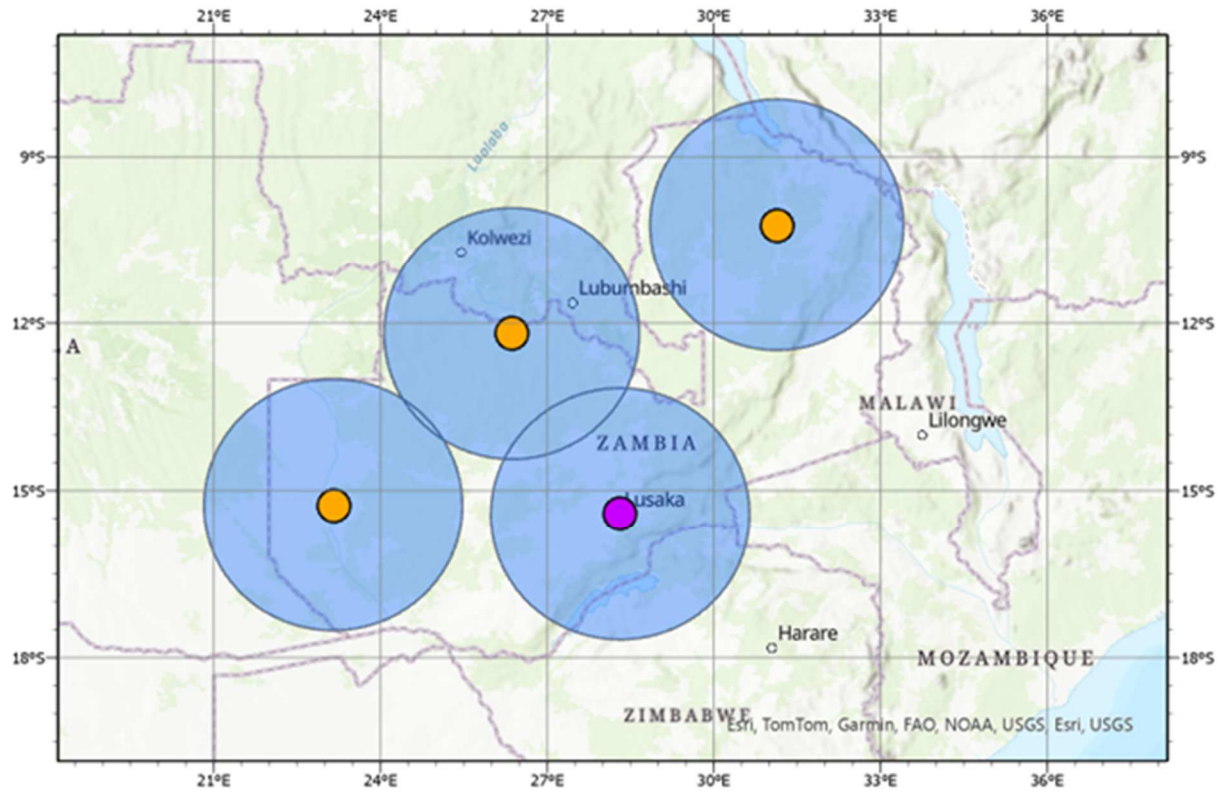 21°E 24°E 27°E 30°E 33°E 36°E
9°S 9°S
Lualaba
Kolwezi
Lubumbashi
12°S 12°S
A
MALAWI
Lilongwe
ZAMBIA
15°S 15°S
Lusaka
Harare
18°S 18°S
MOZAMBIQUE
ZIMBABWE
Esri, TomTom, Garmin, FAO, NOAA, USGS, Esri, USGS
21°E 24°E 27°E 30°E 33°E 36°E